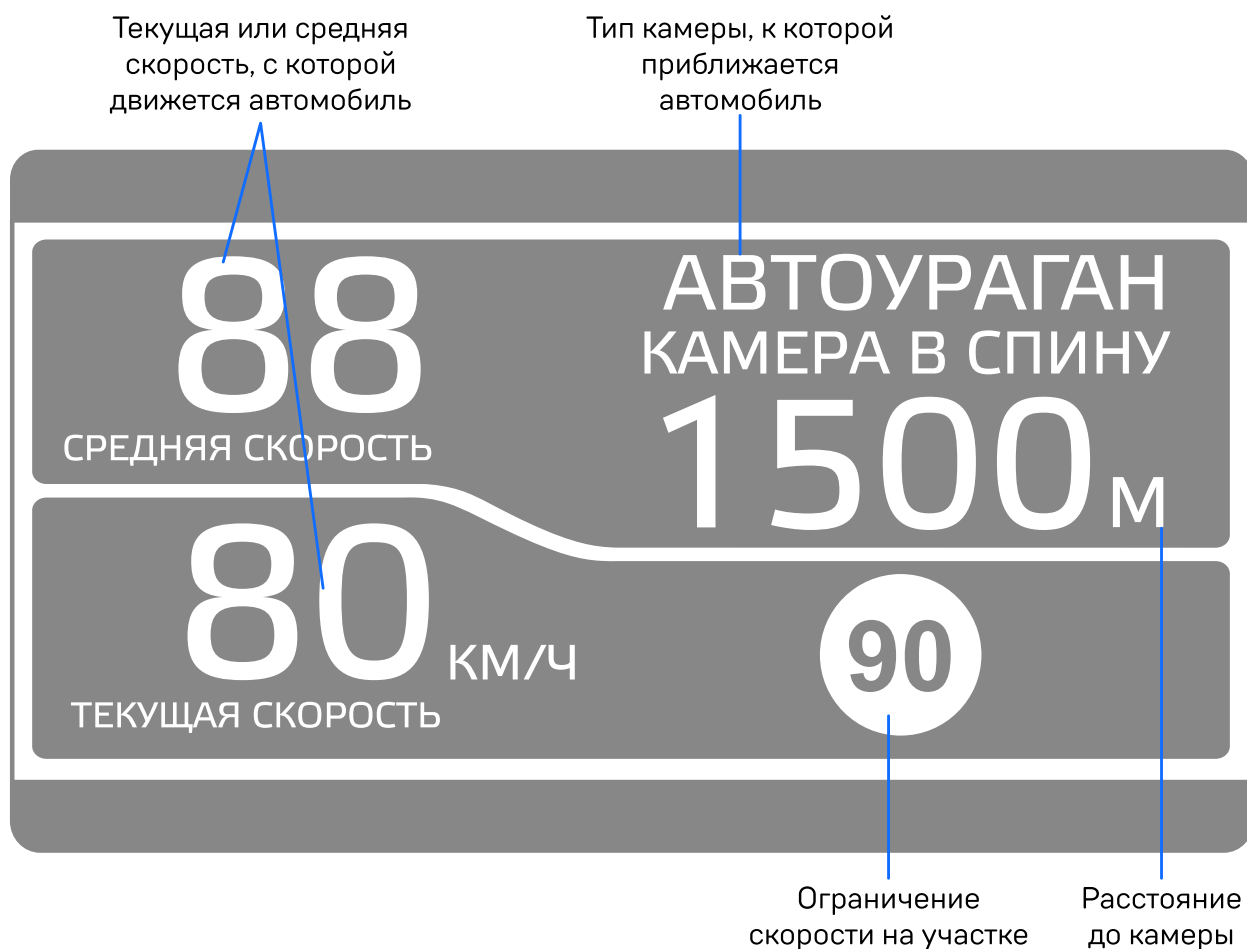 Текущая или средняя
скорость, с которой
движется автомобиль
Тип камеры, к которой
приближается
автомобиль
88
СРЕДНЯЯ СКОРОСТЬ
АВТОУРАГАН
КАМЕРА В СПИНУ
1500 м
80 КМ/Ч
ТЕКУЩАЯ СКОРОСТЬ
90
Ограничение
скорости на участке
Расстояние
до камеры